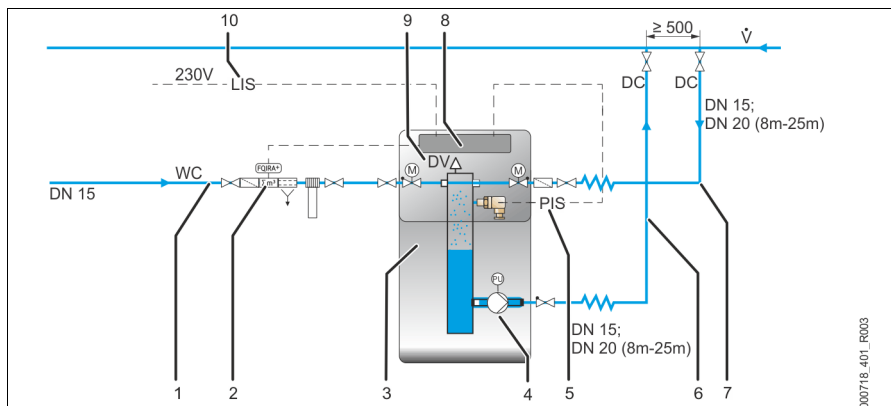 10
9
8
≥ 500
V̇
230V
LIS
DC
DC
DN 15;
DN 20 (8m-25m)
FQIRA+
DV
WC
m³
M
M
DN 15
PIS
PU
DN 15;
DN 20 (8m-25m)
1
2
3
4
5
6
7
000718_401_R003